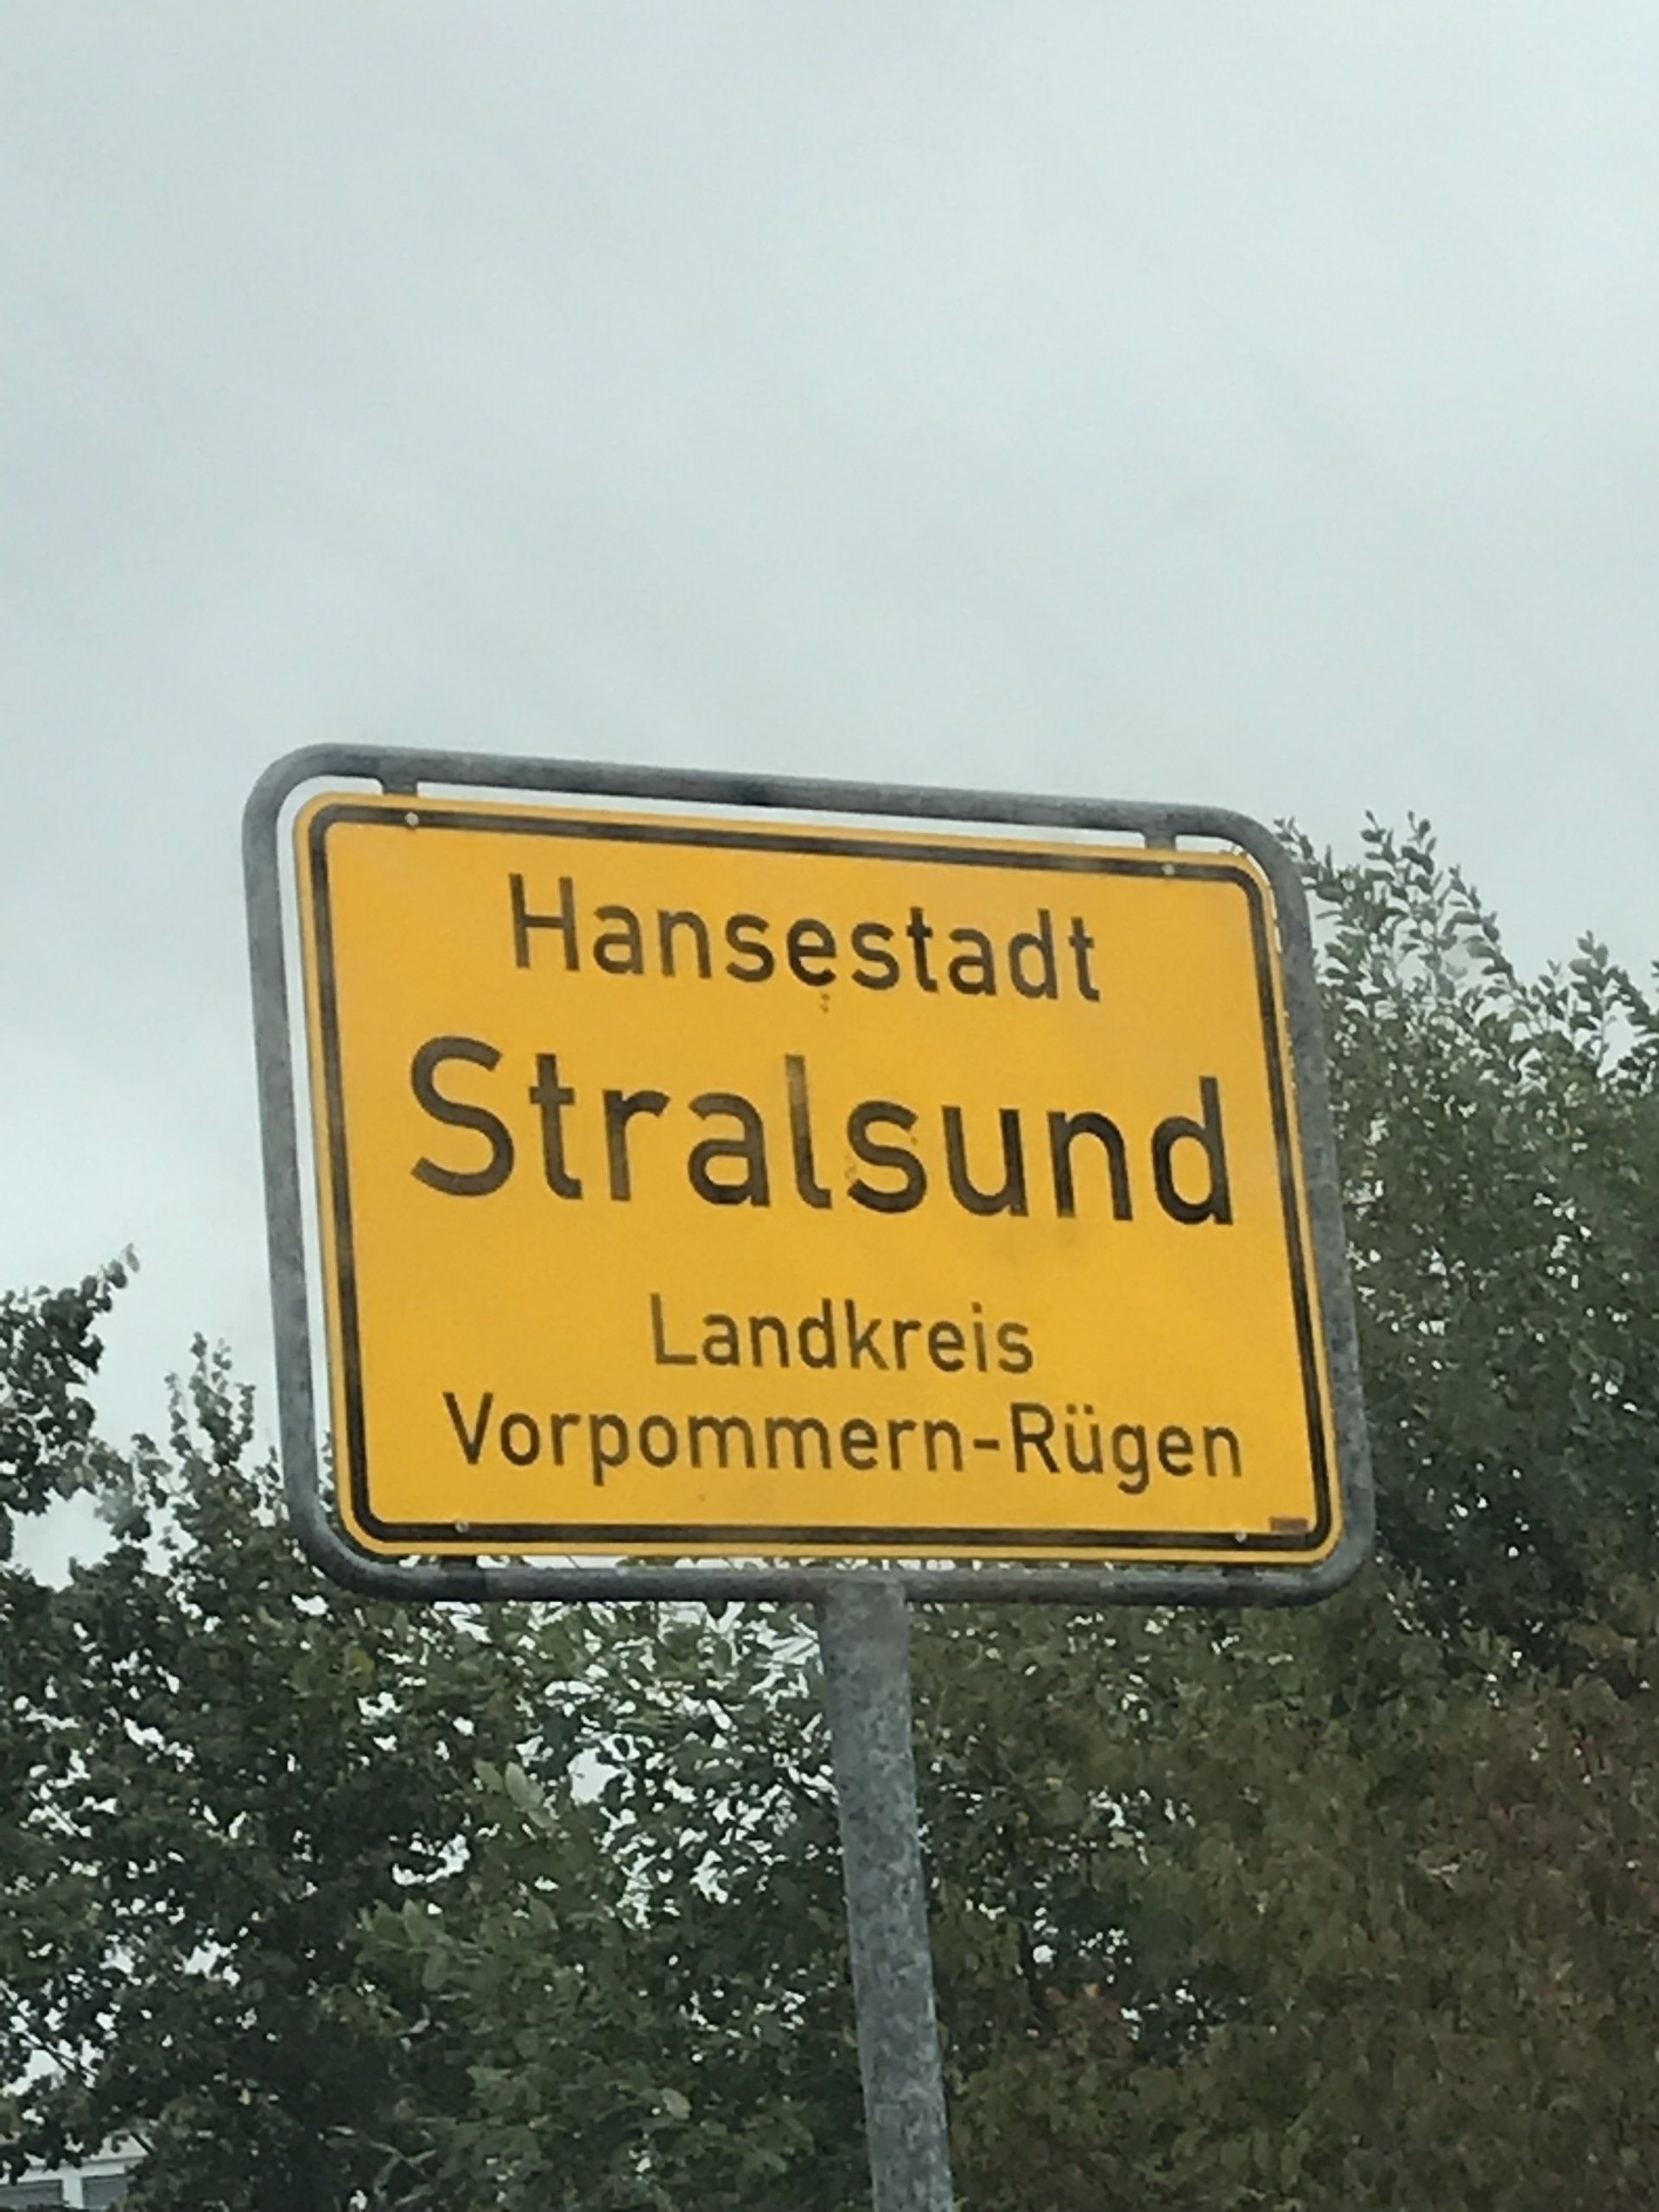 Hansestadt
Stralsund
Landkreis
Vorpommern-Rügen